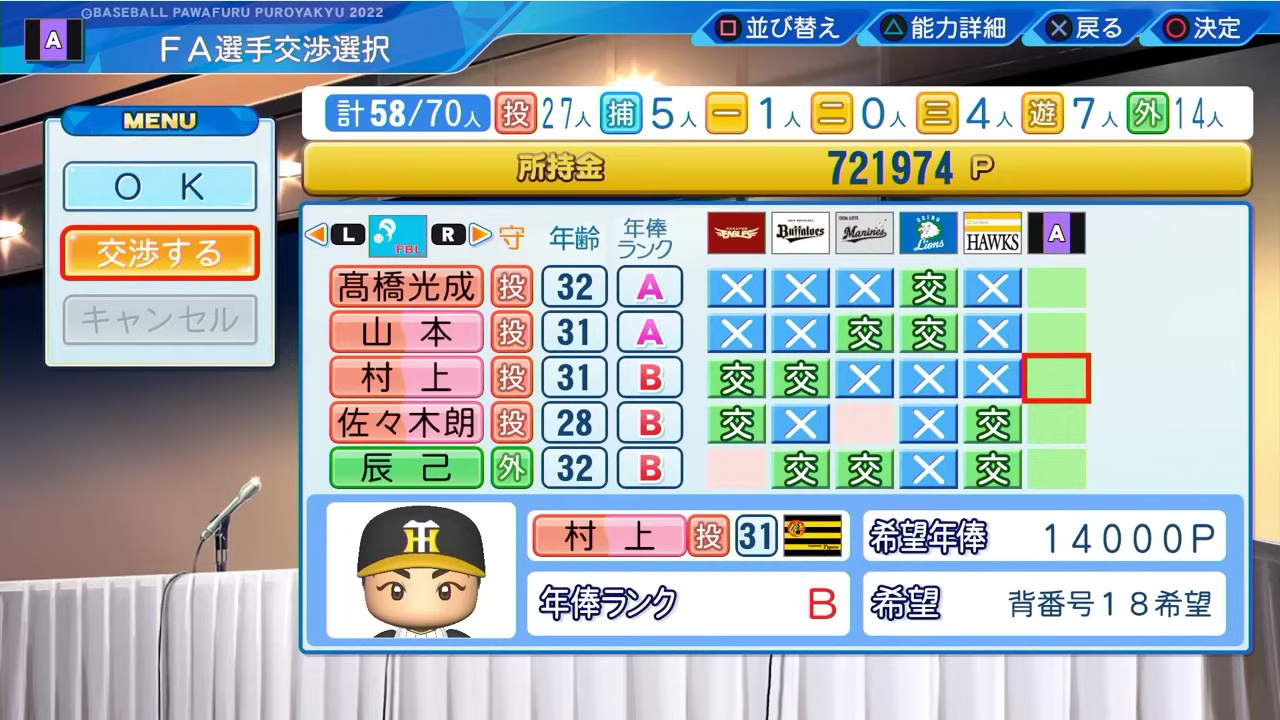 ©BASEBALL PAWAFURU PUROYAKYU 2022
A
FA選手交渉選択
並び替え
能力詳細
戻る
決定
MENU
OK
交渉する
キャンセル
計58/70人 投27人 捕5人 一1人 二0人 三4人 遊7人 外14人
所持金 721974P
L PBL R 守 年齢 年俸ランク EAGLES Buffaloes Marines SEIBU Lions HAWKS A
髙橋光成 投 32 A × × × 交 ×
山本 投 31 A × × 交 交 ×
村上 投 31 B 交 交 × × ×
佐々木朗 投 28 B 交 × × 交
辰己 外 32 B 交 交 × 交
村上 投 31 Tigers
希望年俸 14000P
年俸ランク B
希望 背番号18希望